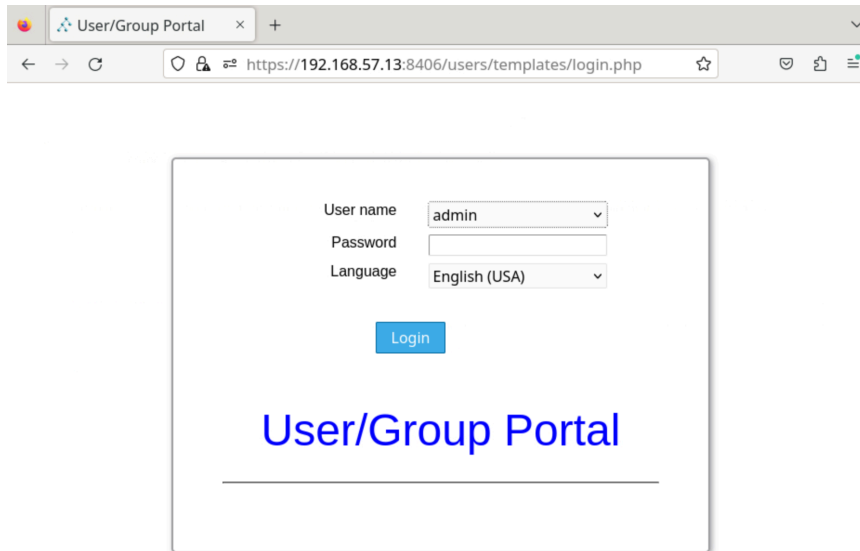 User/Group Portal
https://192.168.57.13:8406/users/templates/login.php
User name admin
Password
Language English (USA)
Login
User/Group Portal